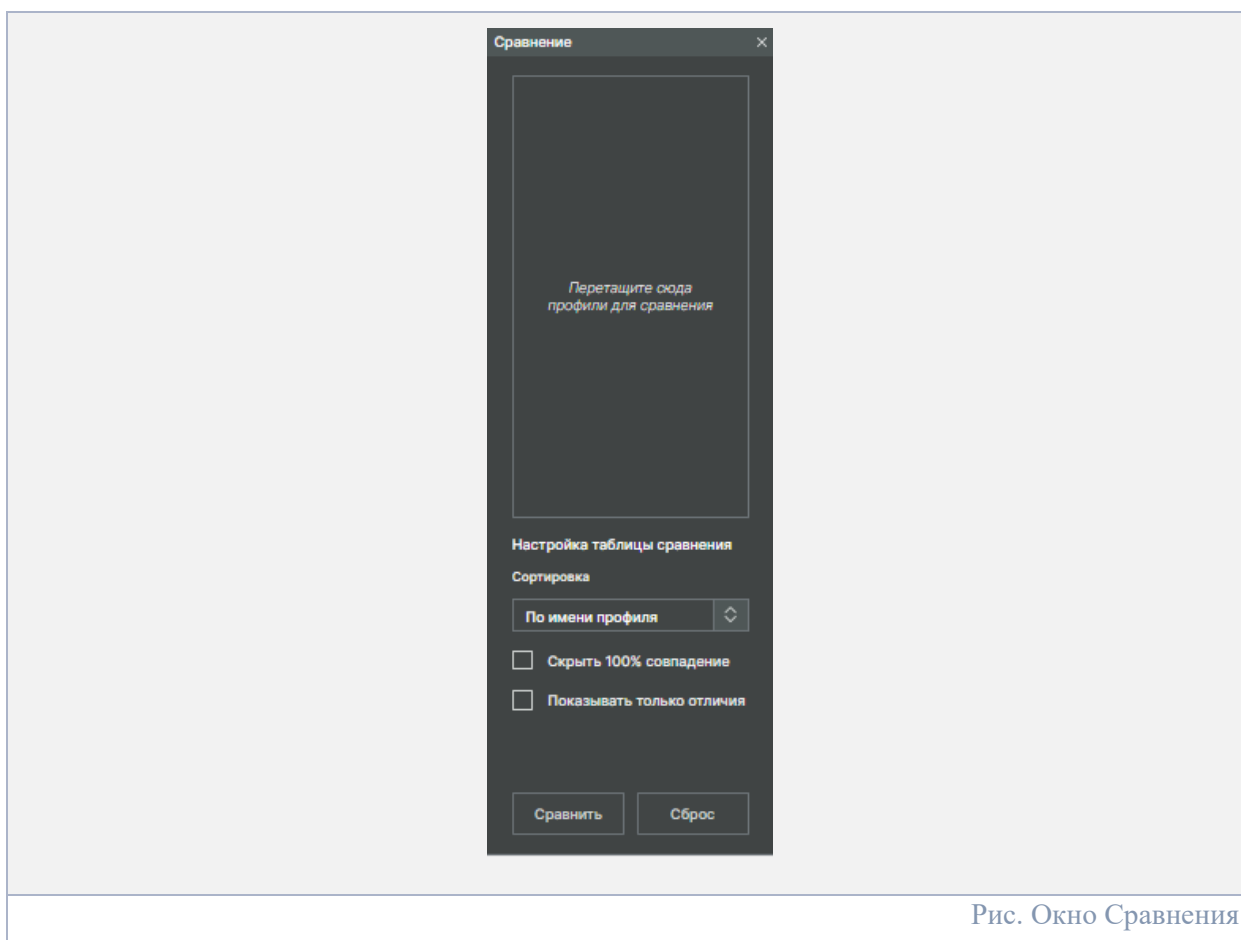 Сравнение
Перетащите сюда
профили для сравнения
Настройка таблицы сравнения
Сортировка
По имени профиля
Скрыть 100% совпадение
Показывать только отличия
Сравнить Сброс
Рис. Окно Сравнения